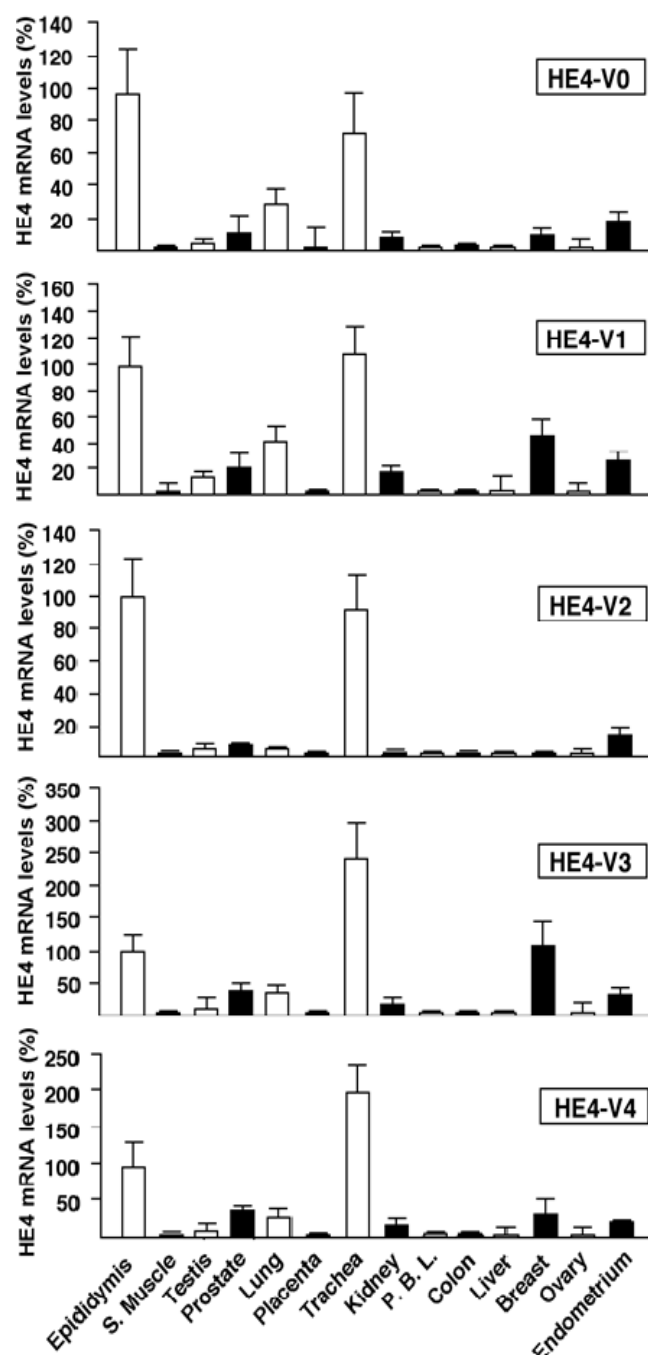 HE4 mRNA levels (%)
140
120
100
80
60
40
20
HE4-V0
HE4 mRNA levels (%)
160
140
120
100
80
60
40
20
HE4-V1
HE4 mRNA levels (%)
140
120
100
80
60
40
20
HE4-V2
HE4 mRNA levels (%)
350
300
250
200
150
100
50
HE4-V3
HE4 mRNA levels (%)
250
200
150
100
50
HE4-V4
Epididymis
S. Muscle
Testis
Prostate
Lung
Placenta
Trachea
Kidney
P. B. L.
Colon
Liver
Breast
Ovary
Endometrium